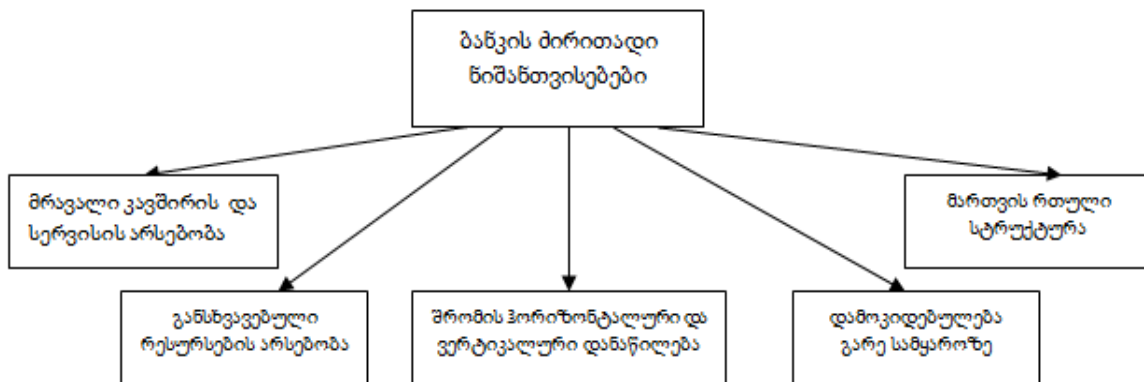 ბანკის ძირითადი
ნიშანთვისებები
მრავალი კავშირის და
სერვისის არსებობა
მართვის რთული
სტრუქტურა
განსხვავებული
რესურსების არსებობა
შრომის ჰორიზონტალური და
ვერტიკალური დანაწილება
დამოკიდებულება
გარე სამყაროზე